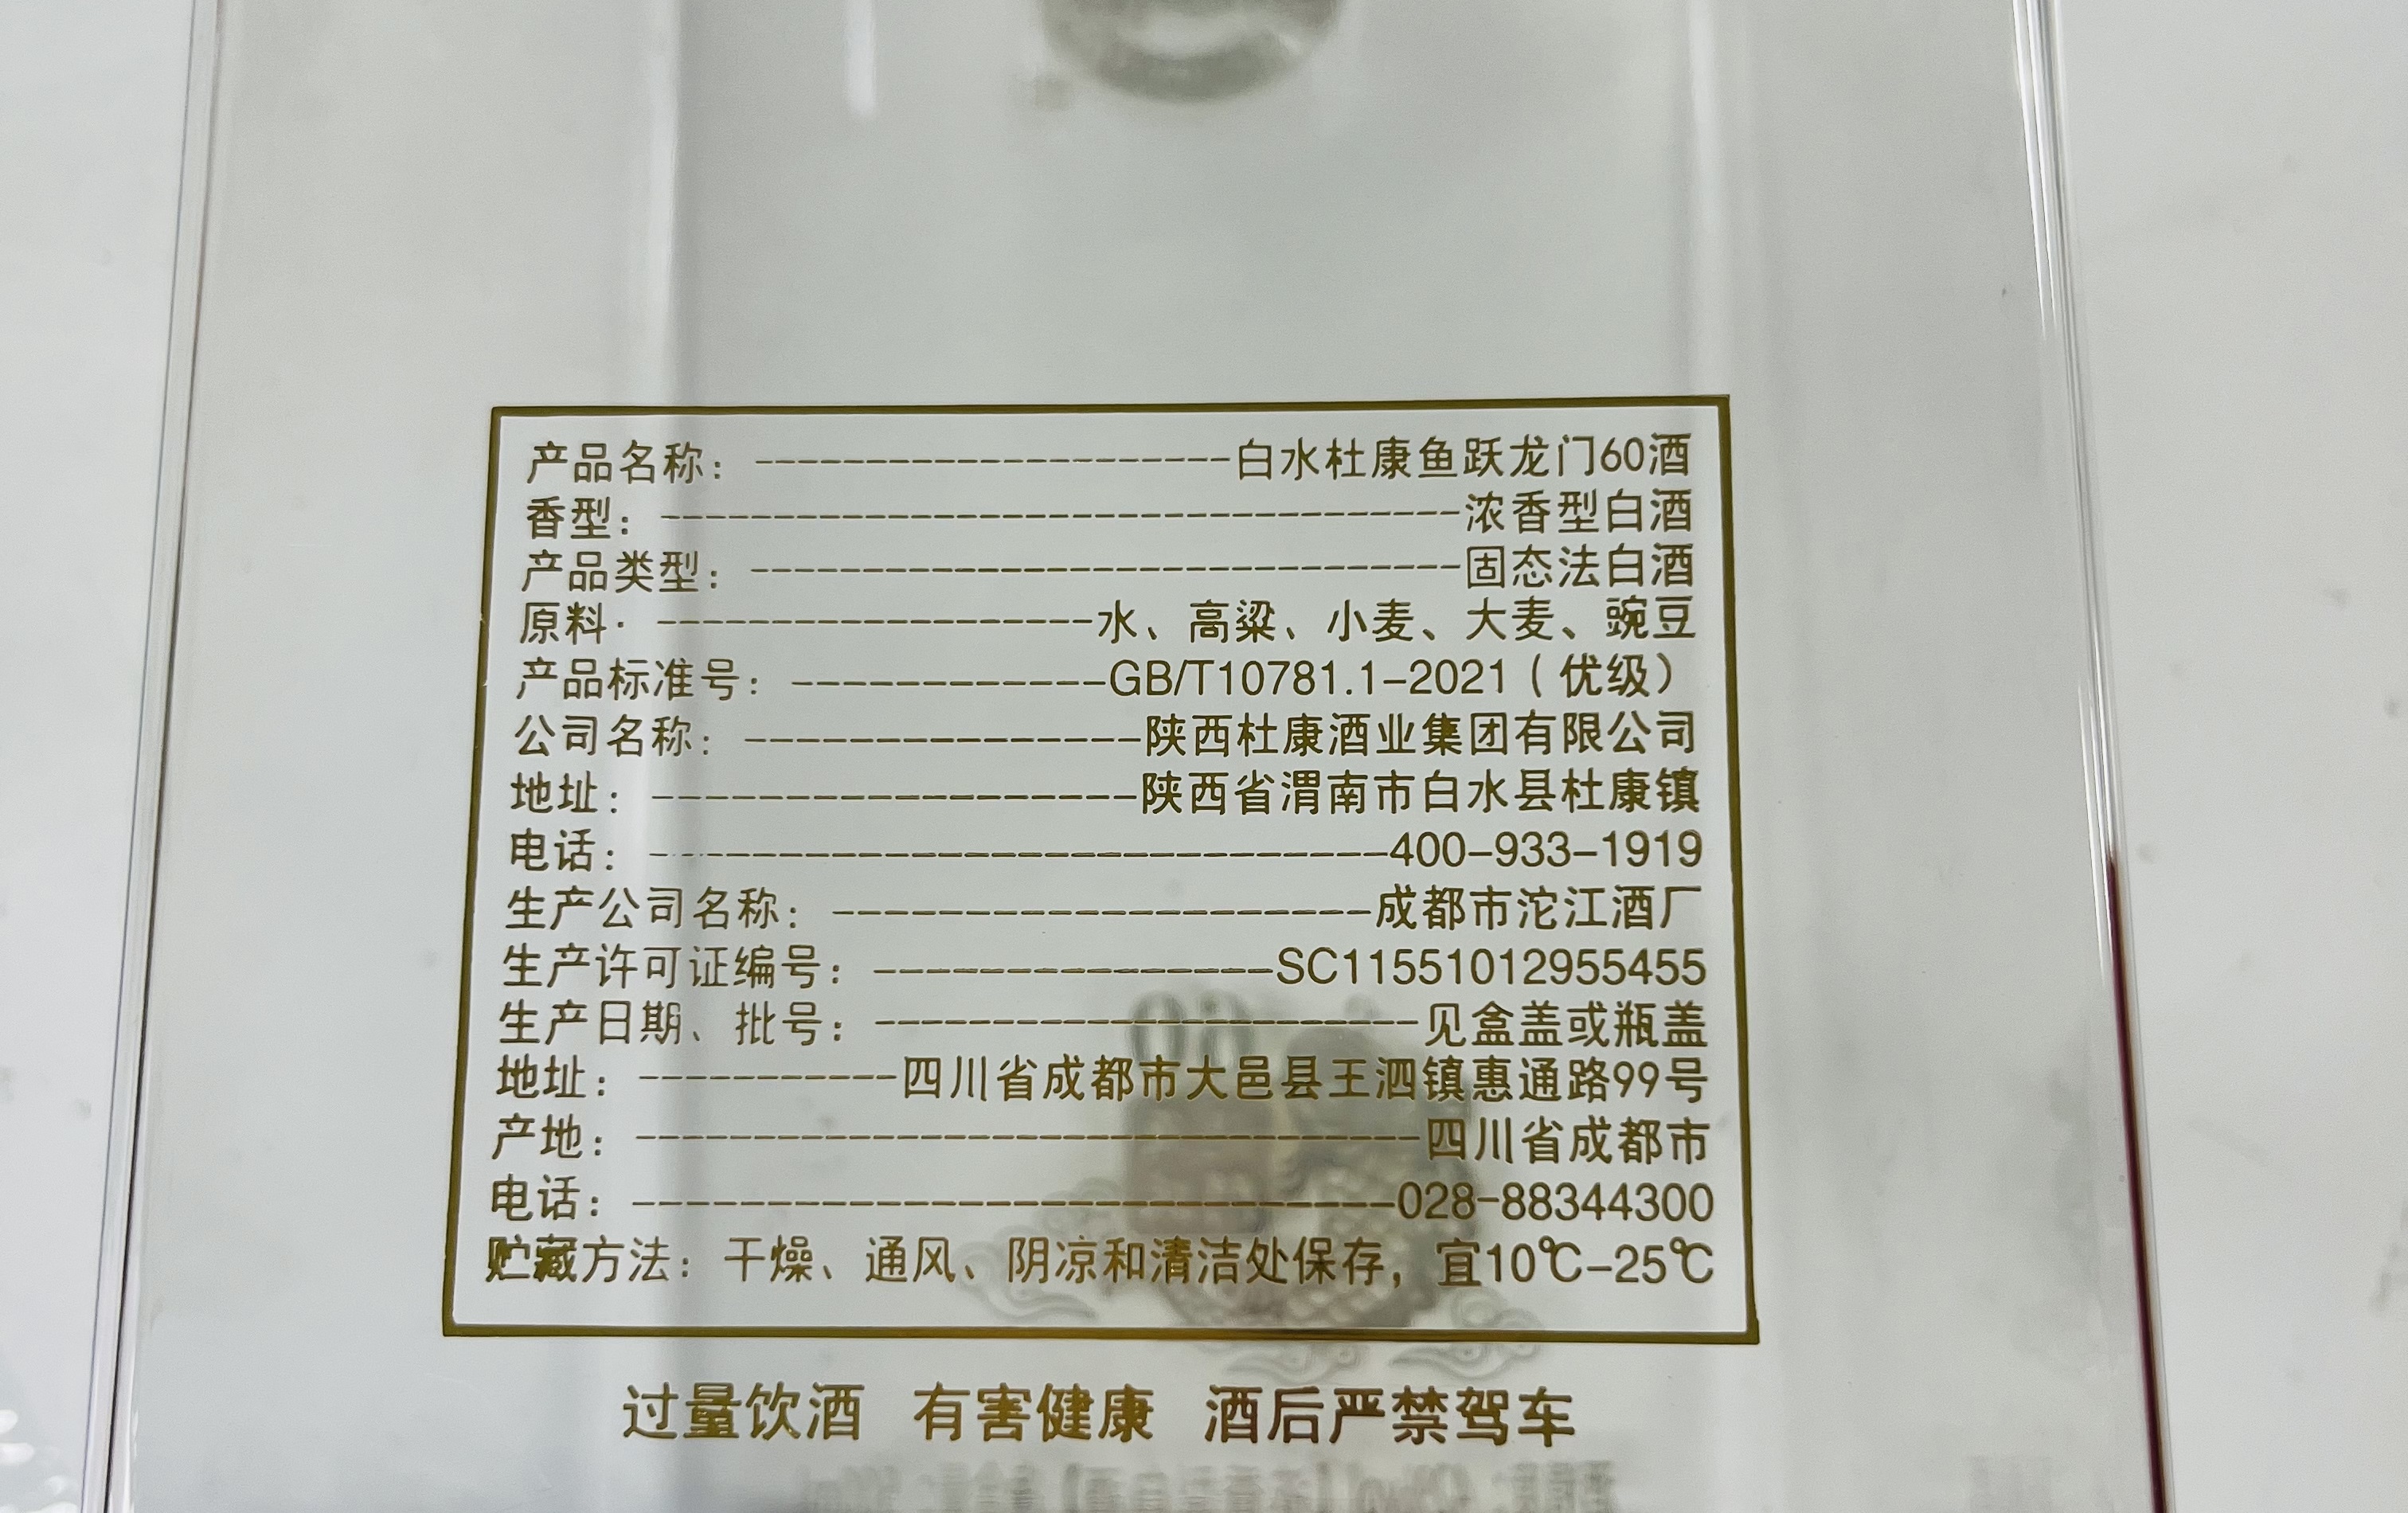 产品名称：--------------------白水杜康鱼跃龙门60酒
香型：----------------------------------浓香型白酒
产品类型：------------------------------固态法白酒
原料·-------------------水、高粱、小麦、大麦、豌豆
产品标准号：------------GB/T10781.1-2021（优级）
公司名称：---------------陕西杜康酒业集团有限公司
地址：------------------陕西省渭南市白水县杜康镇
电话：----------------------------400-933-1919
生产公司名称：--------------------成都市沱江酒厂
生产许可证编号：---------------SC11551012955455
生产日期、批号：---------------------见盒盖或瓶盖
地址：----------四川省成都市大邑县王泗镇惠通路99号
产地：------------------------------四川省成都市
电话：-----------------------------028-88344300
贮藏方法：干燥、通风、阴凉和清洁处保存，宜10℃-25℃
过量饮酒 有害健康 酒后严禁驾车